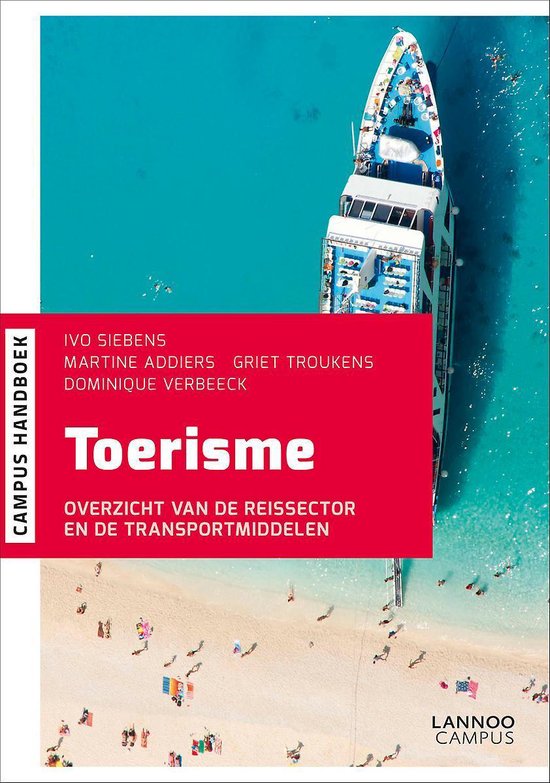 CAMPUS HANDBOEK
IVO SIEBENS
MARTINE ADDIERS GRIET TROUKENS
DOMINIQUE VERBEECK
Toerisme
OVERZICHT VAN DE REISSECTOR
EN DE TRANSPORTMIDDELEN
LANNOO
CAMPUS